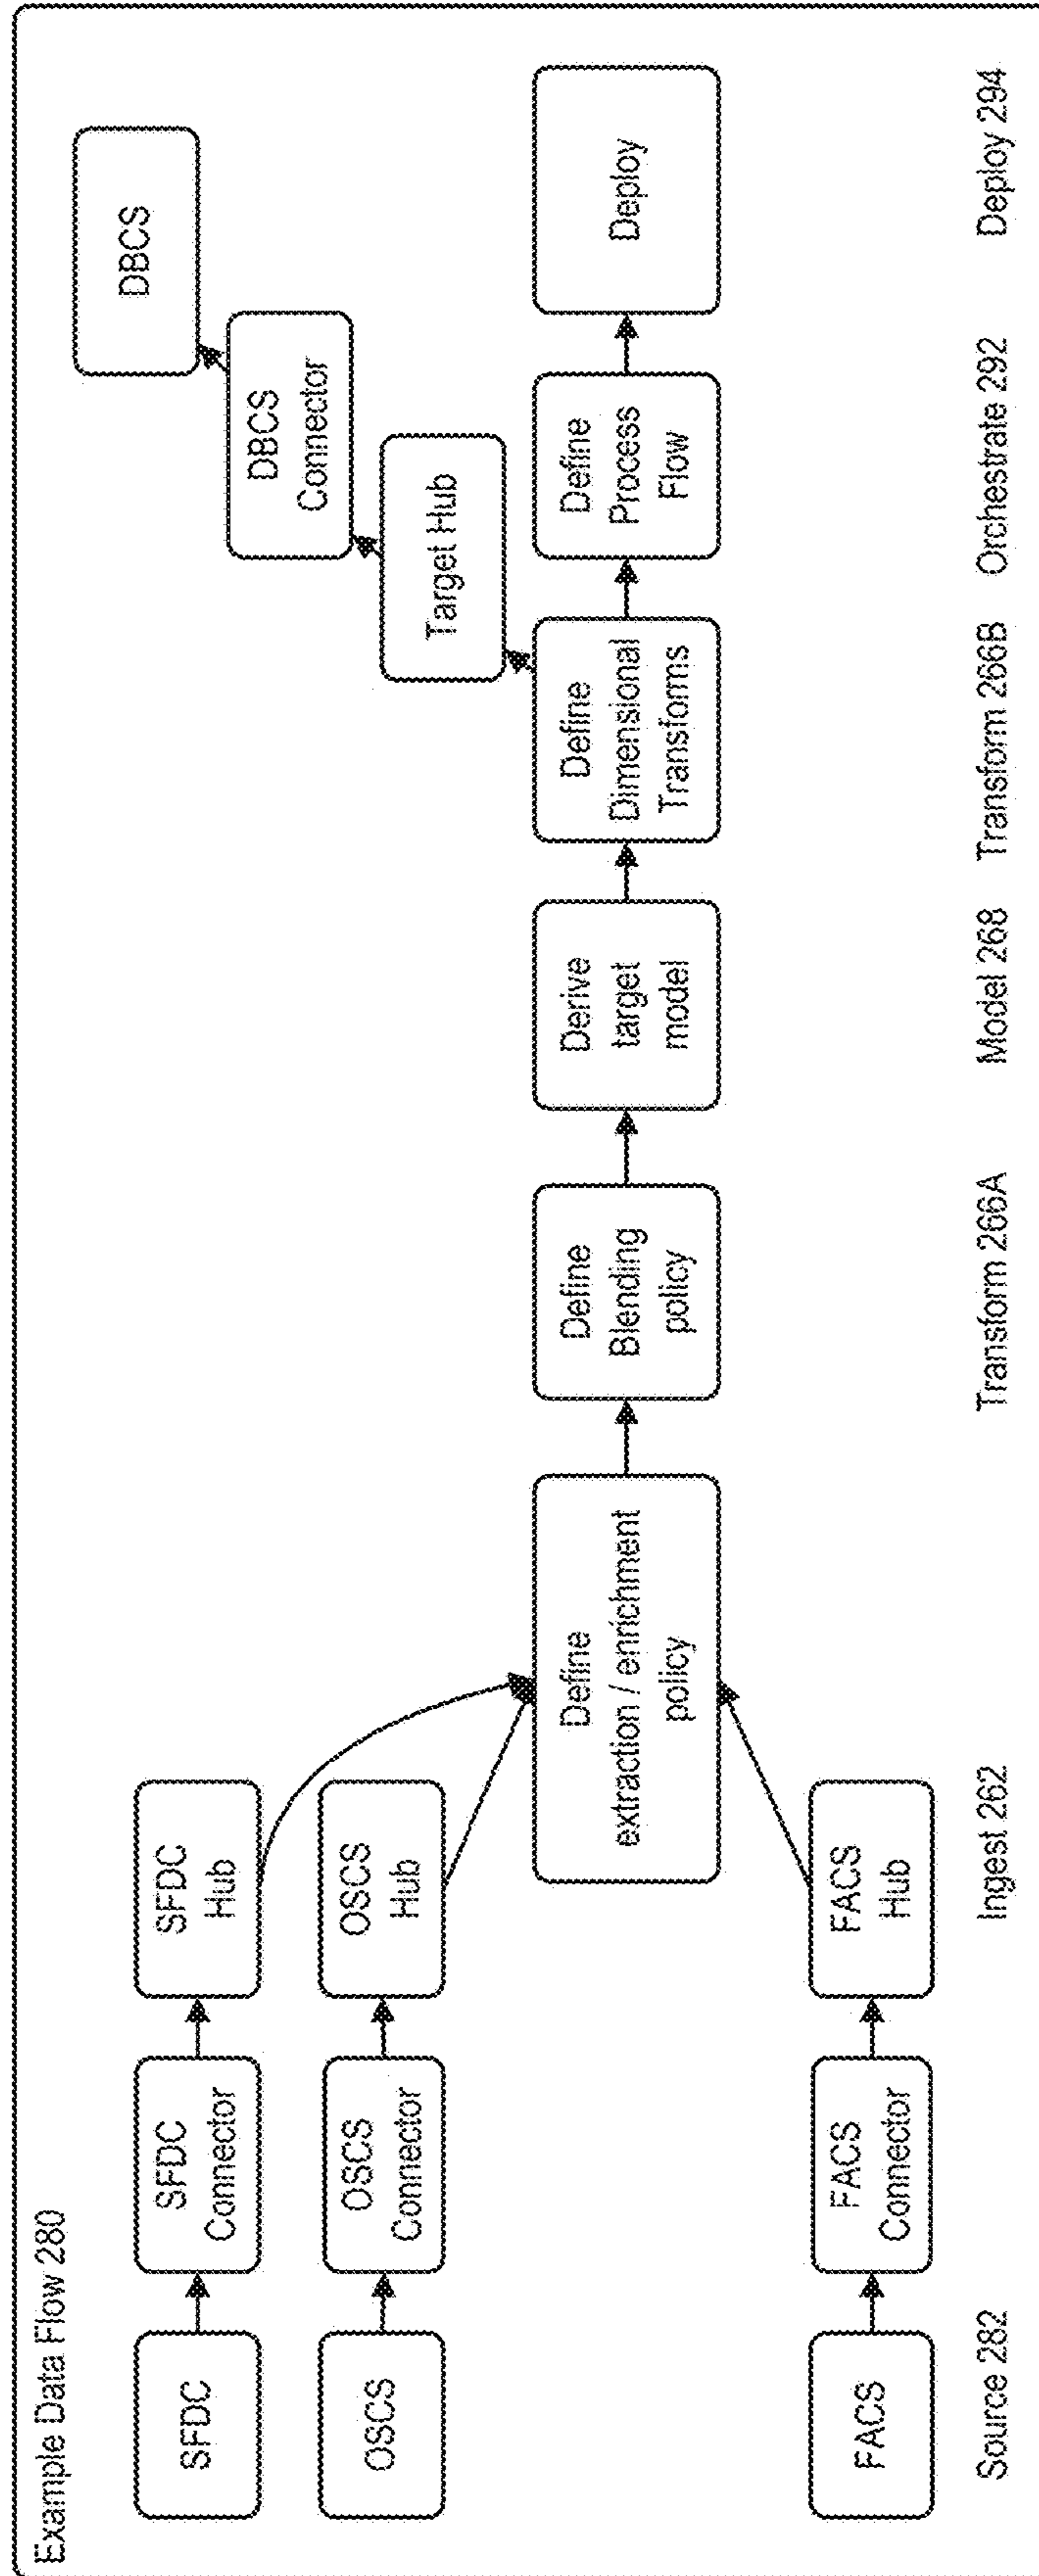 Example Data Flow 280
SFDC
SFDC
Connector
SFDC
Hub
OSCS
OSCS
Connector
OSCS
Hub
FACS
FACS
Connector
FACS
Hub
Define
extraction / enrichment
policy
Define
Blending
policy
Derive
target
model
Define
Dimensional
Transforms
Target Hub
DBCS
Connector
DBCS
Define
Process
Flow
Deploy
Source 282
Ingest 262
Transform 266A
Model 268
Transform 266B
Orchestrate 292
Deploy 294